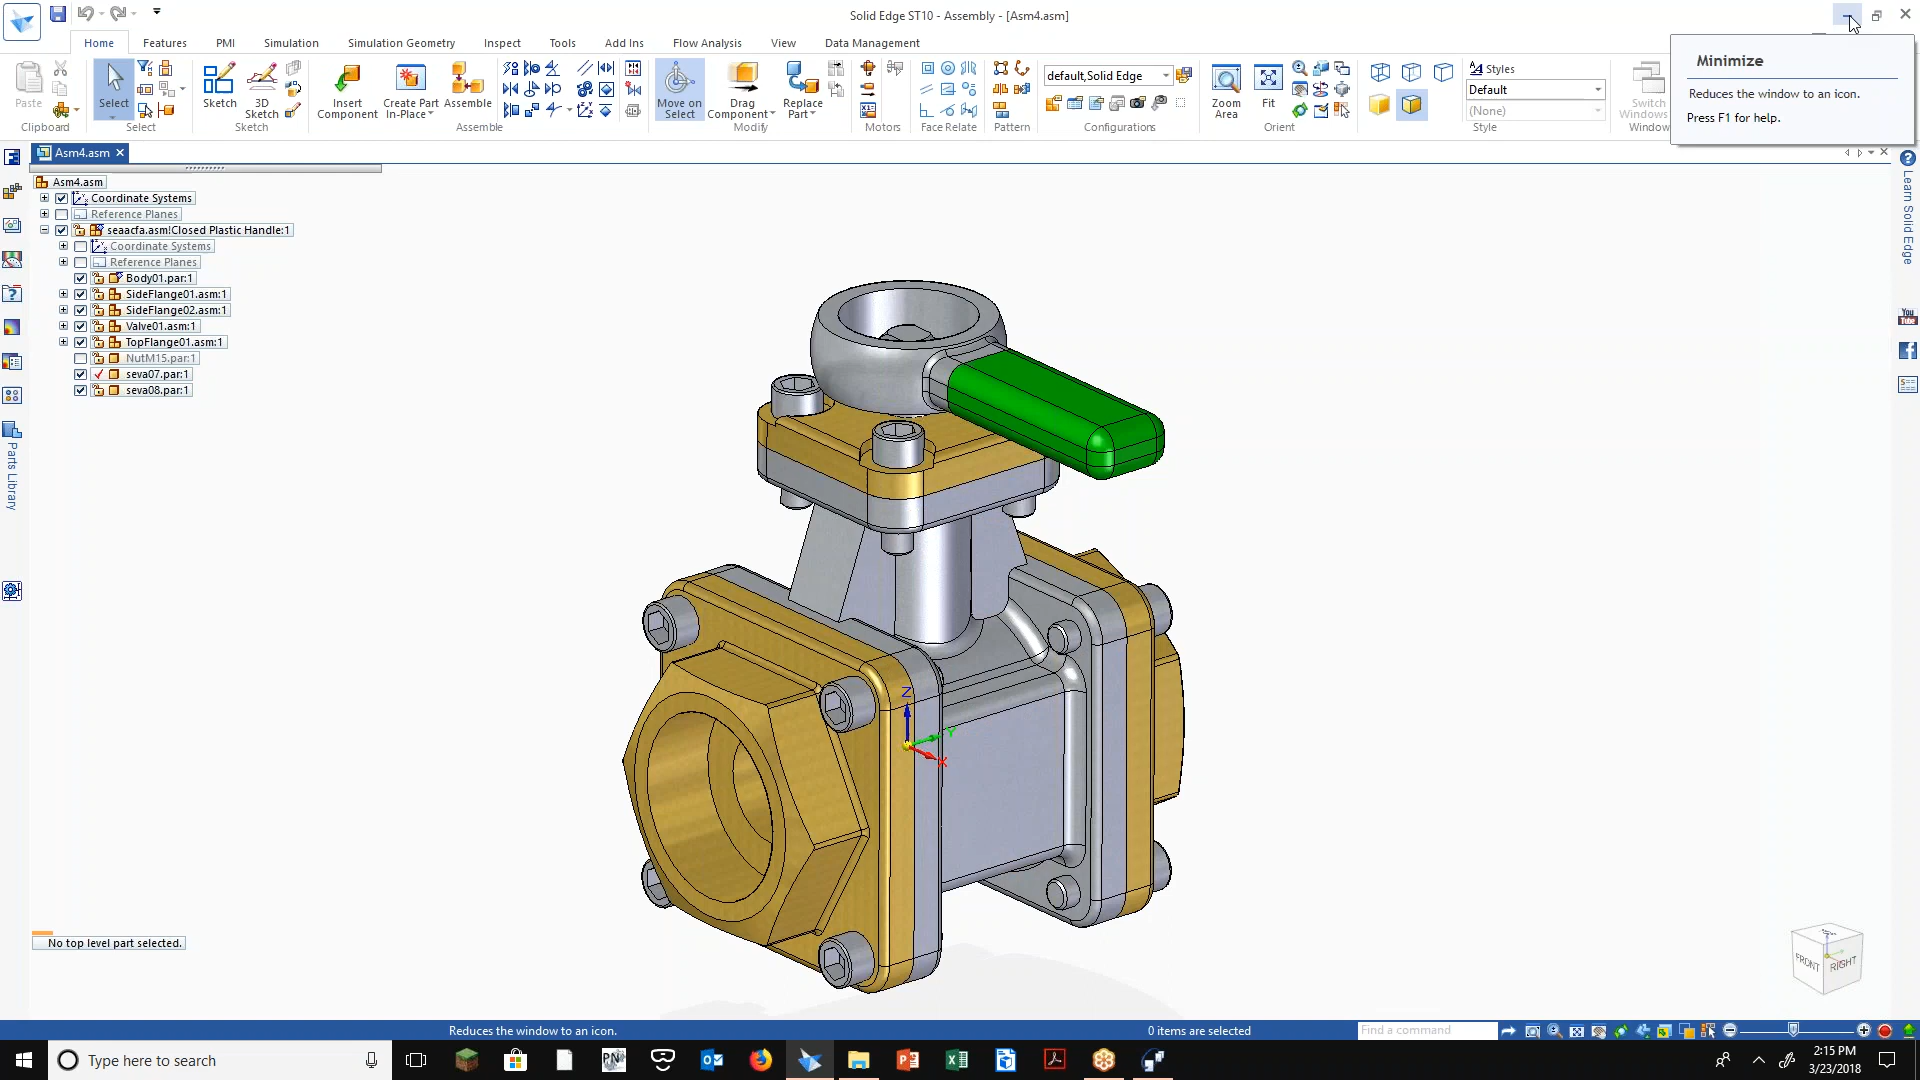 Solid Edge ST10 - Assembly - [Asm4.asm]
Home
Features
PMI
Simulation
Simulation Geometry
Inspect
Tools
Add Ins
Flow Analysis
View
Data Management
Minimize
Reduces the window to an icon.
Press F1 for help.
Paste
Clipboard
Select
Select
Sketch
3D
Sketch
Sketch
Insert
Component
Create Part
In-Place
Assemble
Assemble
Move on
Select
Drag
Component
Replace
Part
Modify
Motors
Face Relate
Pattern
default,Solid Edge
Configurations
Zoom
Area
Fit
Orient
Styles
Default
(None)
Style
Switch
Windows
Window
Asm4.asm
Asm4.asm
Coordinate Systems
Reference Planes
seaacfa.asm!Closed Plastic Handle:1
Coordinate Systems
Reference Planes
Body01.par:1
SideFlange01.asm:1
SideFlange02.asm:1
Valve01.asm:1
TopFlange01.asm:1
NutM15.par:1
seva07.par:1
seva08.par:1
Parts Library
Learn Solid Edge
You
Tube
Z
Y
X
FRONT
RIGHT
No top level part selected.
Reduces the window to an icon.
0 items are selected
Find a command
Type here to search
PN
2:15 PM
3/23/2018